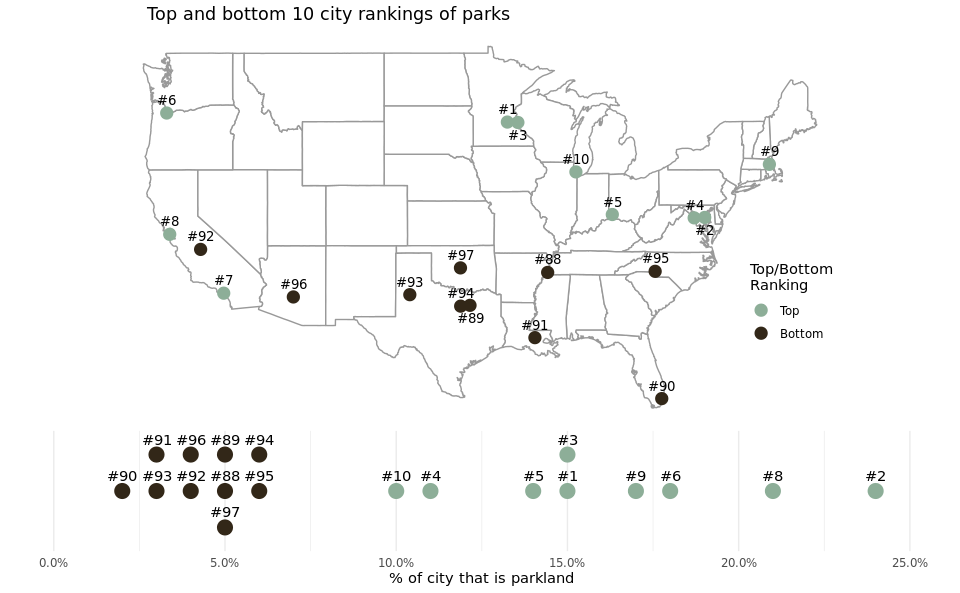 Top and bottom 10 city rankings of parks
#6
#1
#3
#10
#9
#5
#4
#2
#8
#92
#7
#96
#93
#97
#94
#89
#88
#95
#91
#90
Top/Bottom
Ranking
Top
Bottom
#91 #96 #89 #94 #3
#90 #93 #92 #88 #95 #10 #4 #5 #1 #9 #6 #8 #2
#97
0.0% 5.0% 10.0% 15.0% 20.0% 25.0%
% of city that is parkland